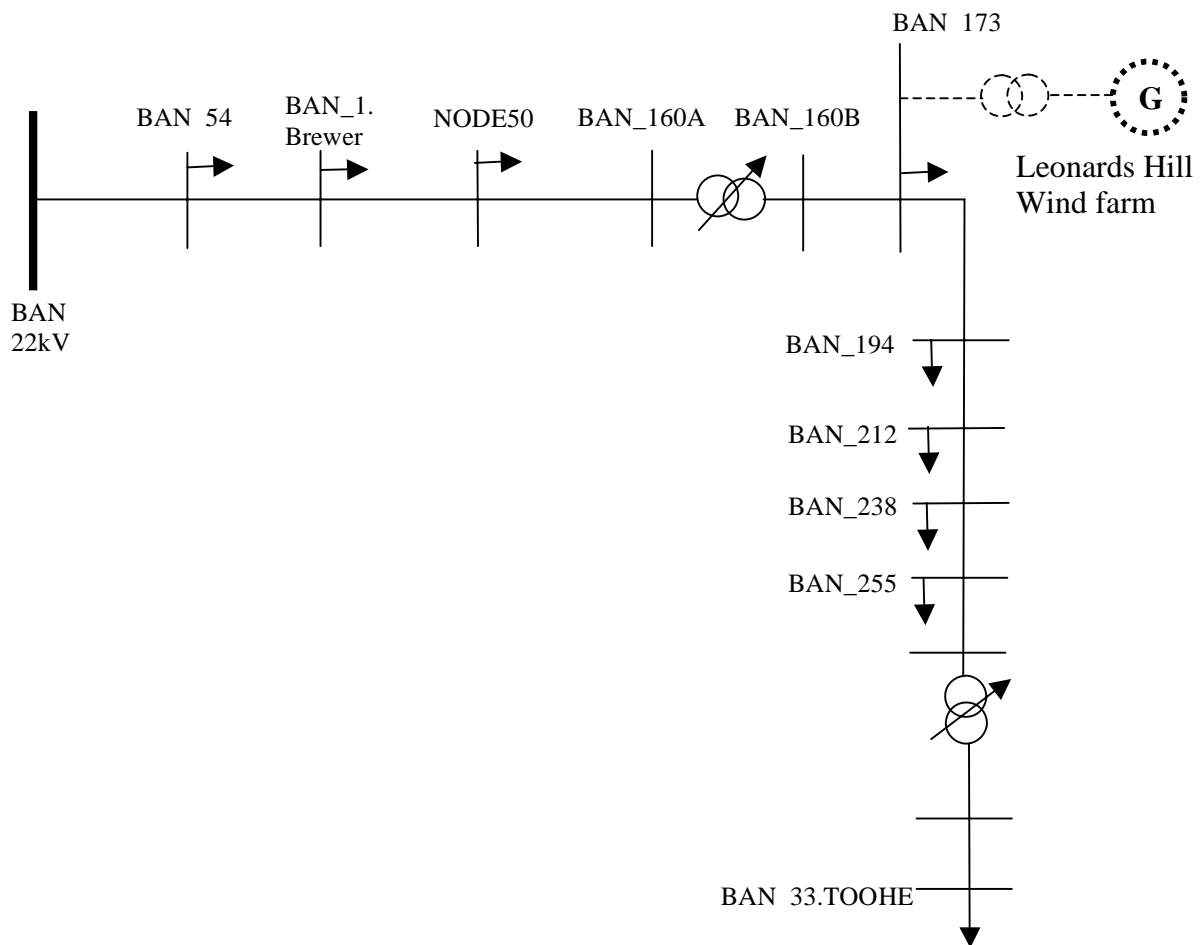 BAN 173
BAN 54
BAN_1.
Brewer
NODE50
BAN_160A
BAN_160B
G
Leonards Hill
Wind farm
BAN
22kV
BAN_194
BAN_212
BAN_238
BAN_255
BAN 33.TOOHE